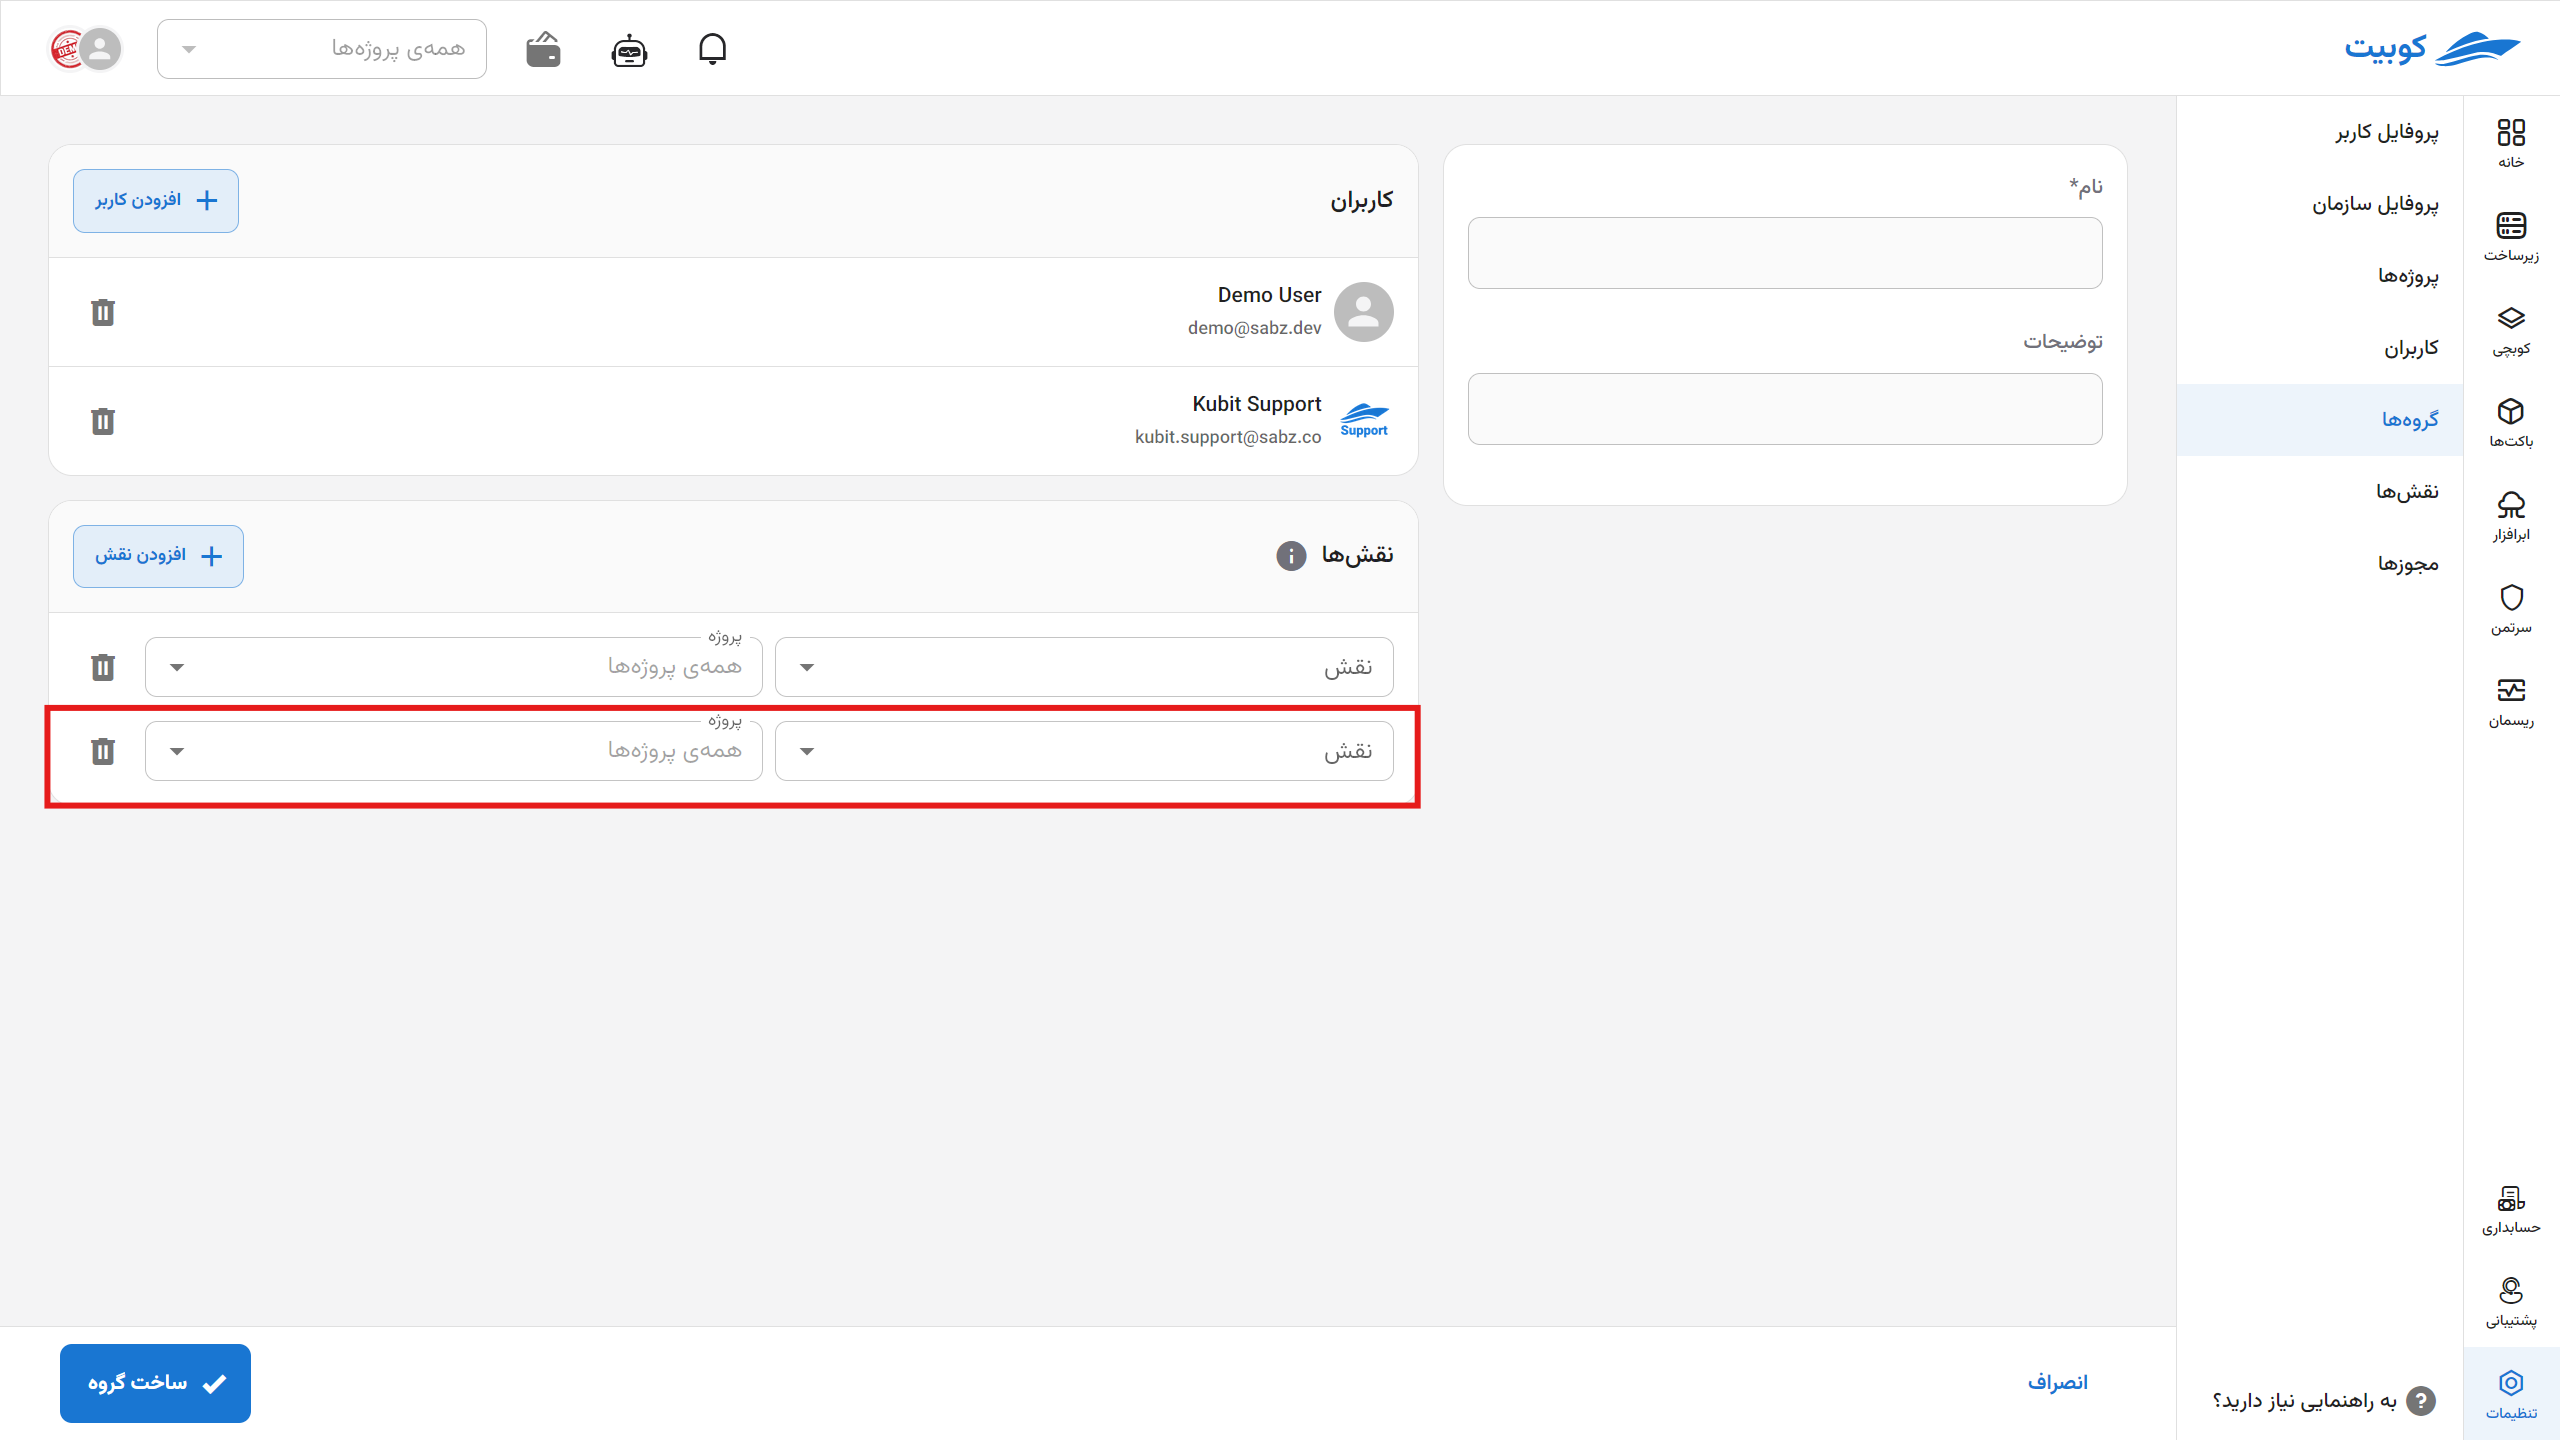 کوبیت
همه‌ی پروژه‌ها
DEM
خانه
زیرساخت
کوبچی
باکت‌ها
ابرافزار
سرتمن
ریسمان
حسابداری
پشتیبانی
تنظیمات
پروفایل کاربر
پروفایل سازمان
پروژه‌ها
کاربران
گروه‌ها
نقش‌ها
مجوزها
به راهنمایی نیاز دارید؟
نام*
توضیحات
کاربران
افزودن کاربر
Demo User
demo@sabz.dev
Kubit Support
kubit.support@sabz.co
Support
نقش‌ها
افزودن نقش
نقش
پروژه
همه‌ی پروژه‌ها
نقش
پروژه
همه‌ی پروژه‌ها
انصراف
ساخت گروه